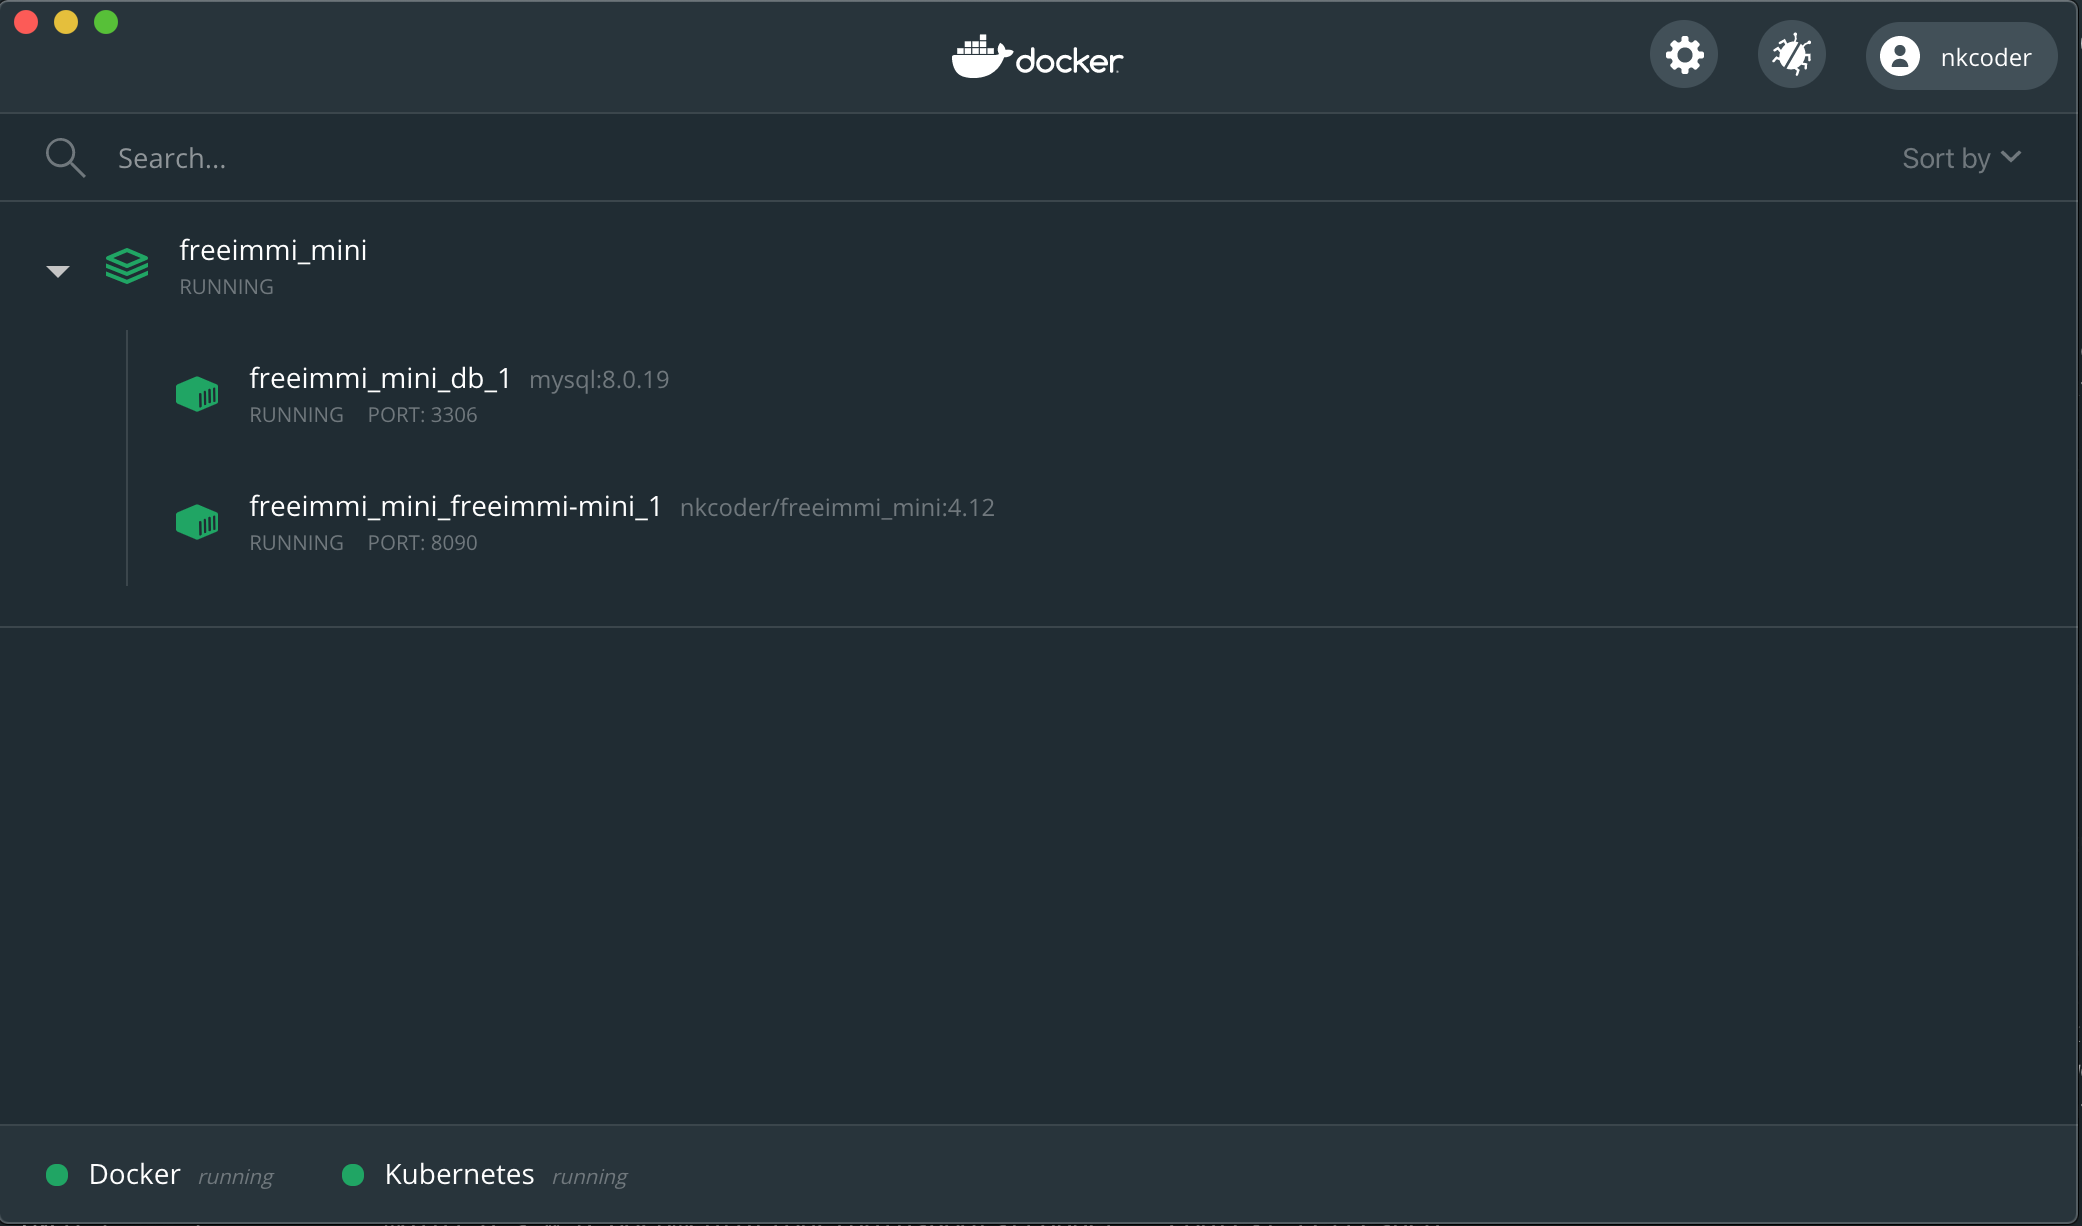 docker
nkcoder
Search...
Sort by
freeimmi_mini
RUNNING
freeimmi_mini_db_1 mysql:8.0.19
RUNNING PORT: 3306
freeimmi_mini_freeimmi-mini_1 nkcoder/freeimmi_mini:4.12
RUNNING PORT: 8090
Docker running Kubernetes running